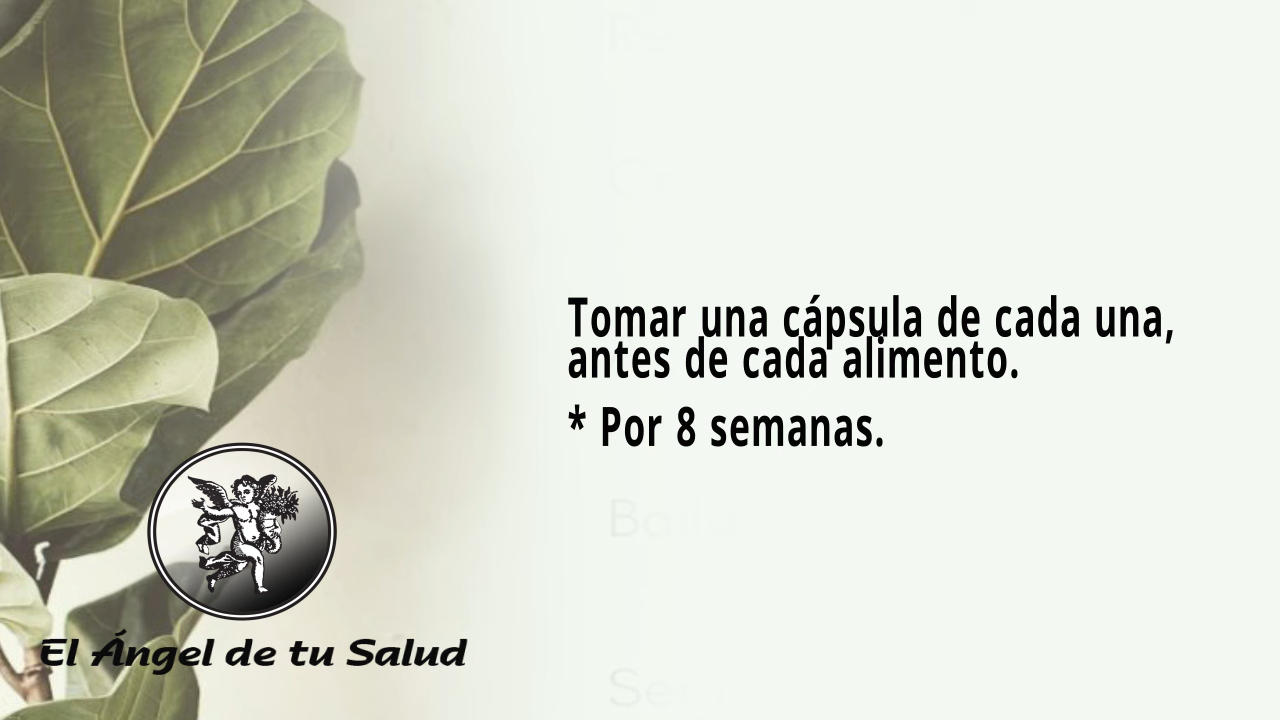 Tomar una cápsula de cada una,
antes de cada alimento.
* Por 8 semanas.
El Ángel de tu Salud